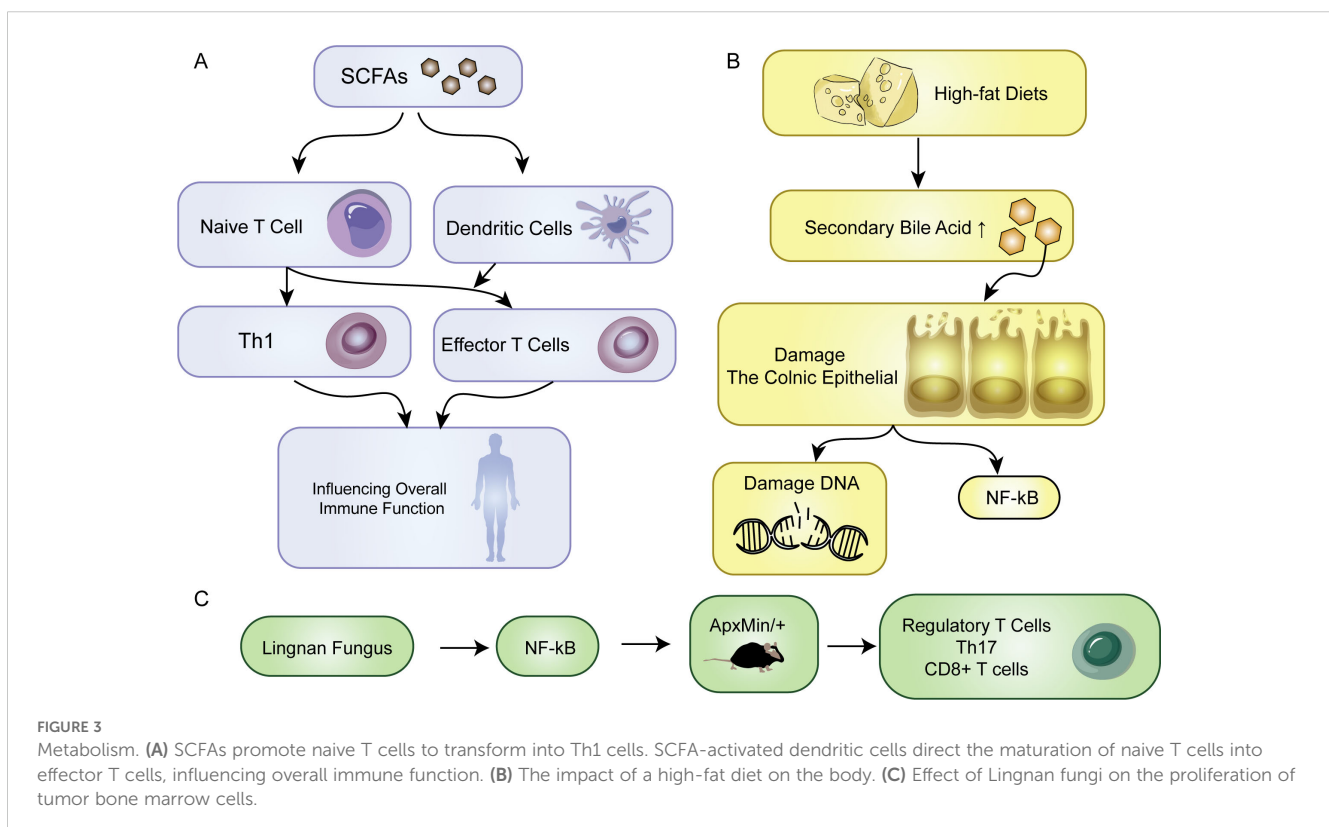 A
SCFAs
Naive T Cell
Dendritic Cells
Th1
Effector T Cells
Influencing Overall
Immune Function
B
High-fat Diets
Secondary Bile Acid ↑
Damage
The Colnic Epithelial
Damage DNA
NF-kB
C
Lingnan Fungus
NF-kB
ApxMin/+
Regulatory T Cells
Th17
CD8+ T cells
FIGURE 3
Metabolism. (A) SCFAs promote naive T cells to transform into Th1 cells. SCFA-activated dendritic cells direct the maturation of naive T cells into
effector T cells, influencing overall immune function. (B) The impact of a high-fat diet on the body. (C) Effect of Lingnan fungi on the proliferation of
tumor bone marrow cells.